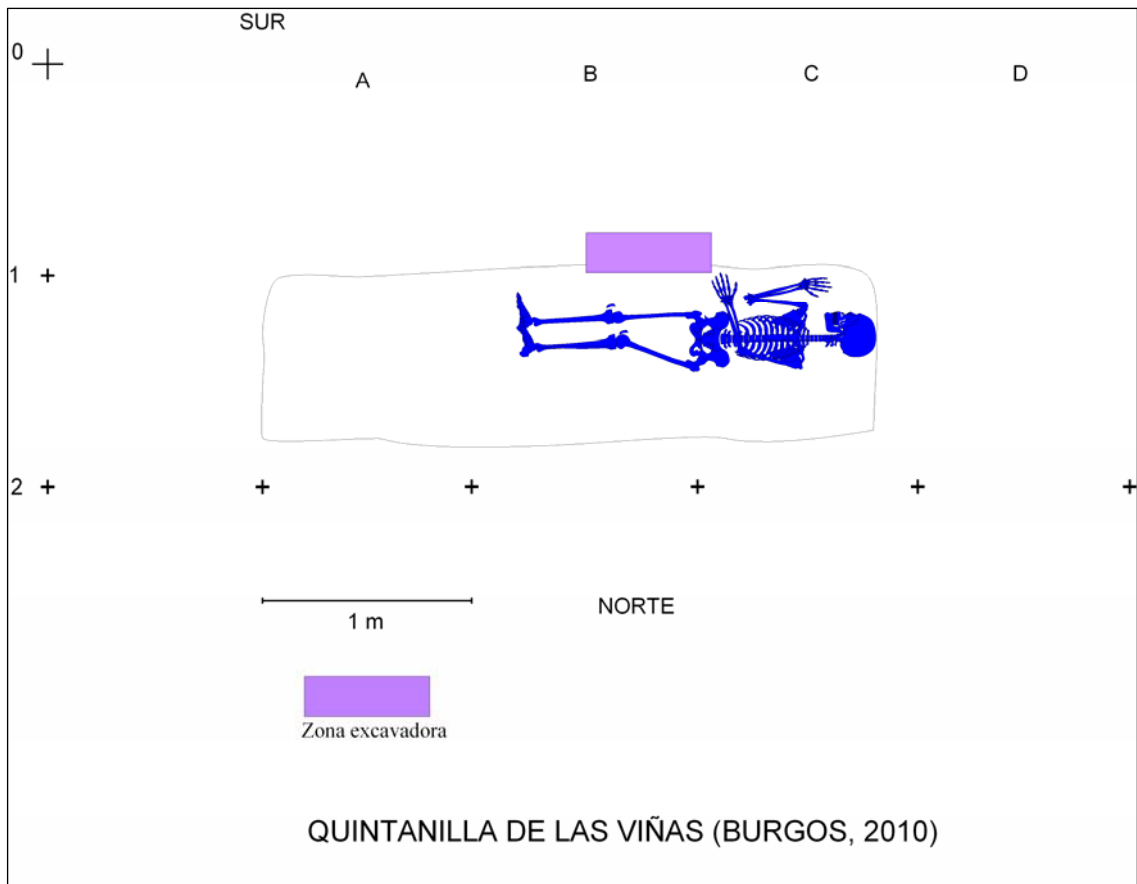 SUR
0
A B C D
1
2
NORTE
1 m
Zona excavadora
QUINTANILLA DE LAS VIÑAS (BURGOS, 2010)